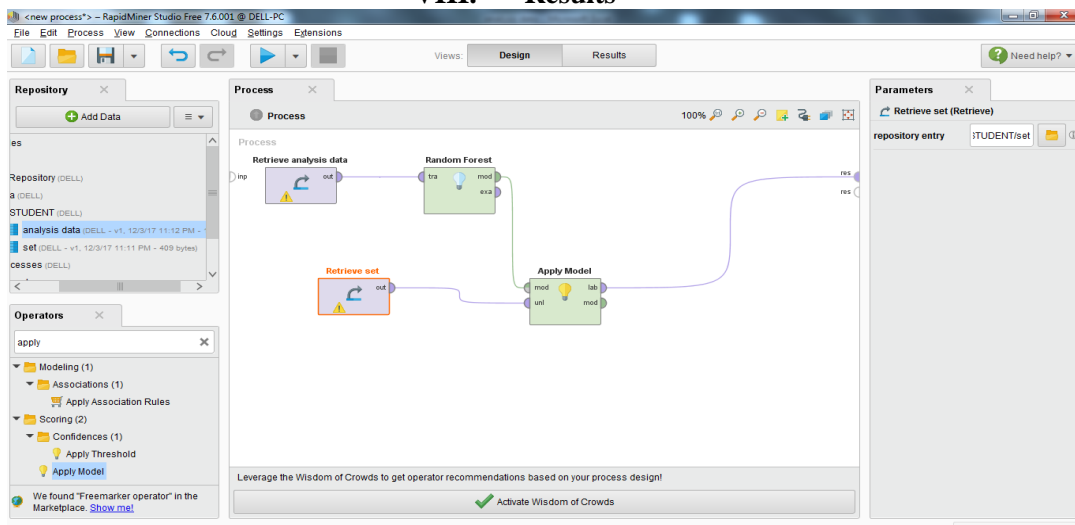 VIII. Results
<new process*> – RapidMiner Studio Free 7.6.001 @ DELL-PC
File Edit Process View Connections Cloud Settings Extensions
Views: Design Results Need help?
Repository
Add Data
es
Repository (DELL)
a (DELL)
STUDENT (DELL)
analysis data (DELL - v1, 12/3/17 11:12 PM -
set (DELL - v1, 12/3/17 11:11 PM - 409 bytes)
cesses (DELL)
Operators
apply
Modeling (1)
Associations (1)
Apply Association Rules
Scoring (2)
Confidences (1)
Apply Threshold
Apply Model
We found "Freemarker operator" in the
Marketplace. Show me!
Process
Process 100%
Process
Retrieve analysis data Random Forest
inp out tra mod res
exa res
Retrieve set Apply Model
out mod lab
unl mod
Leverage the Wisdom of Crowds to get operator recommendations based on your process design!
Activate Wisdom of Crowds
Parameters
Retrieve set (Retrieve)
repository entry STUDENT/set